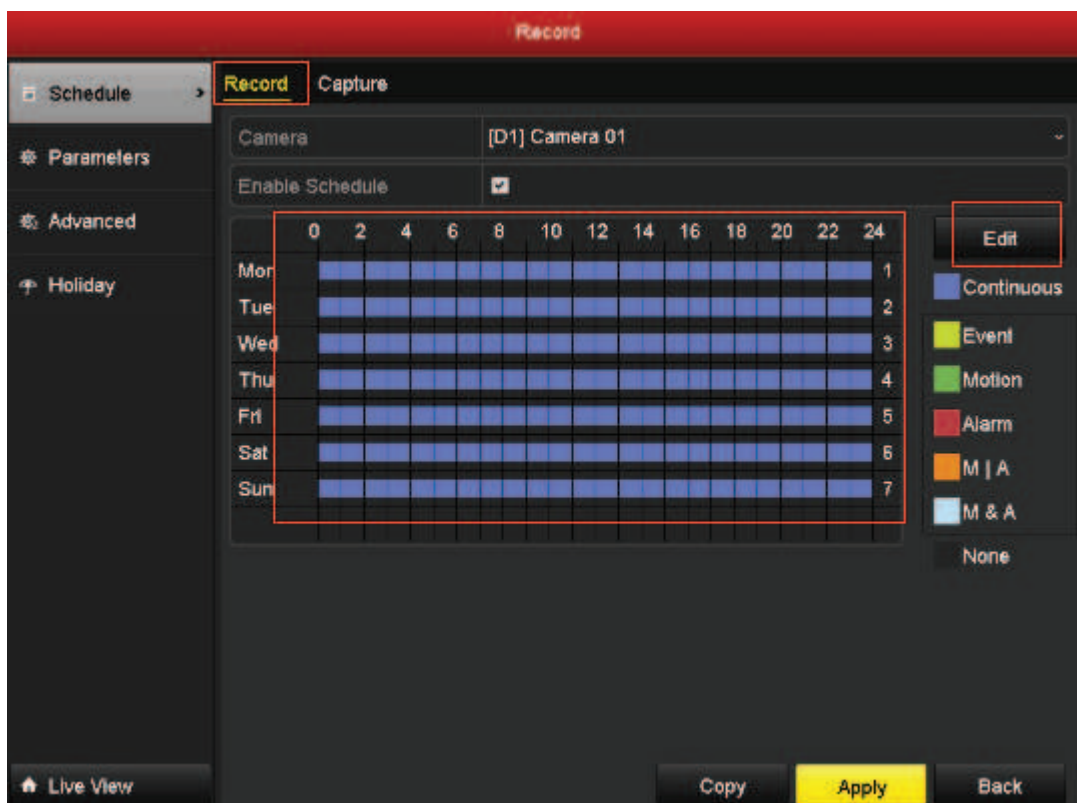 Record
Schedule
Parameters
Advanced
Holiday
Live View
Record Capture
Camera [D1] Camera 01
Enable Schedule
0 2 4 6 8 10 12 14 16 18 20 22 24
Mon 1
Tue 2
Wed 3
Thu 4
Fri 5
Sat 6
Sun 7
Edit
Continuous
Event
Motion
Alarm
M | A
M & A
None
Copy Apply Back